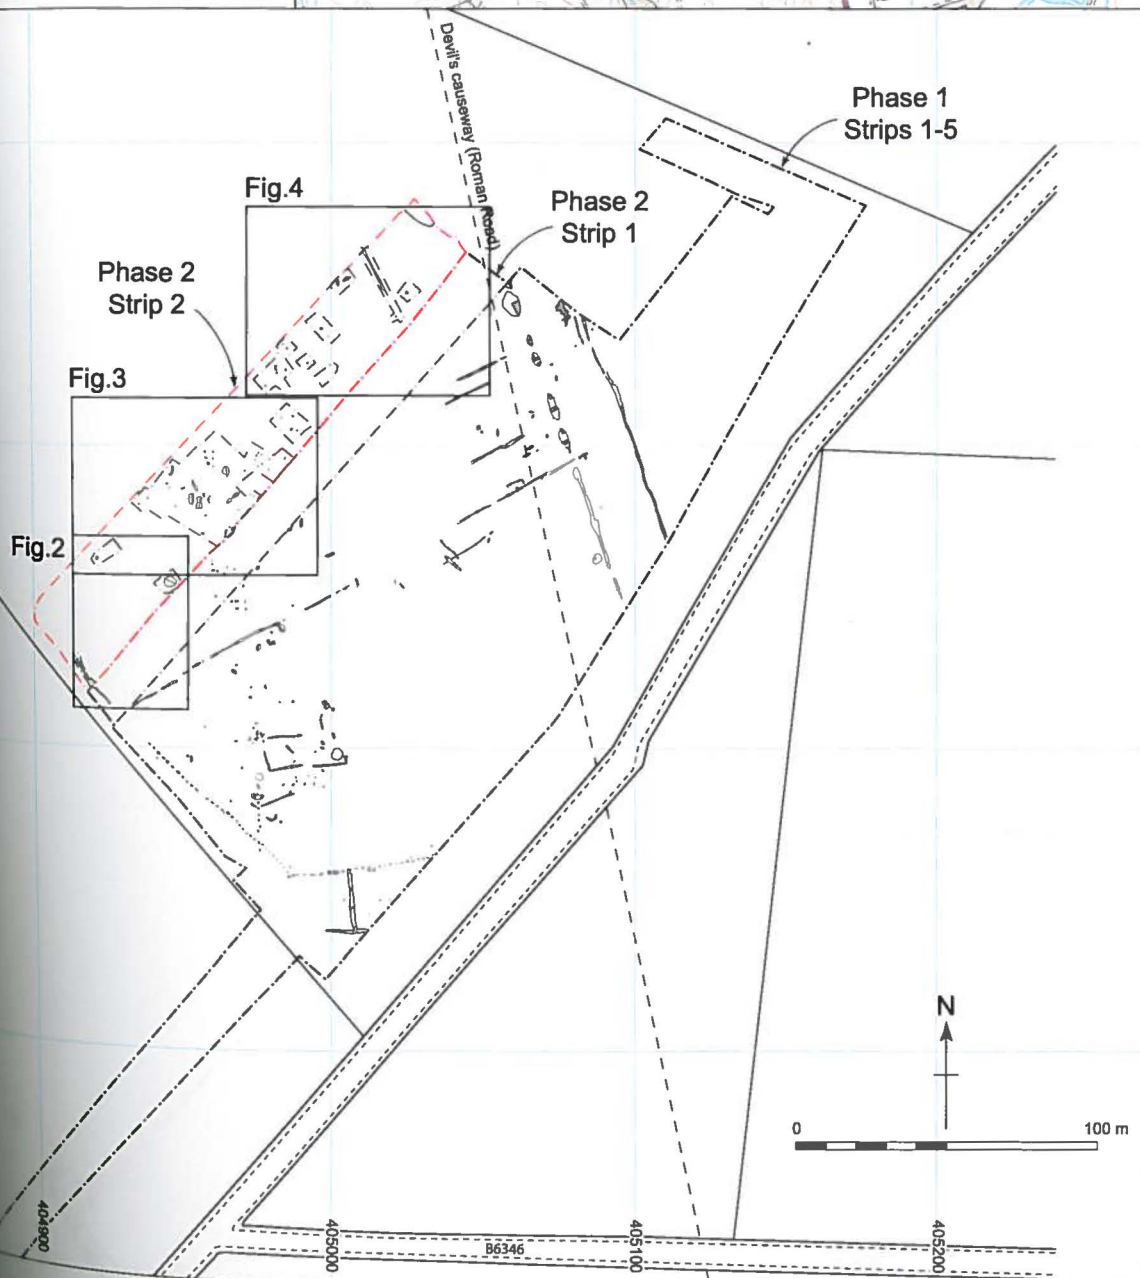 Devil's causeway (Roman Road)
Phase 1
Strips 1-5
Fig.4
Phase 2
Strip 1
Phase 2
Strip 2
Fig.3
Fig.2
N
0
100 m
404900
405000
405100
405200
B6346